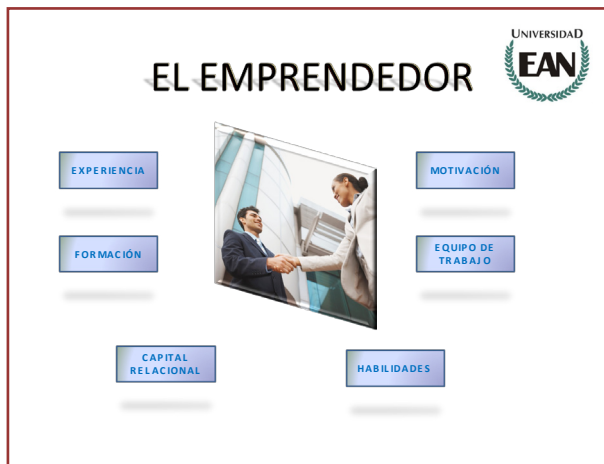 UNIVERSIDAD
EAN
EL EMPRENDEDOR
EXPERIENCIA
MOTIVACIÓN
FORMACIÓN
EQUIPO DE
TRABAJO
CAPITAL
RELACIONAL
HABILIDADES